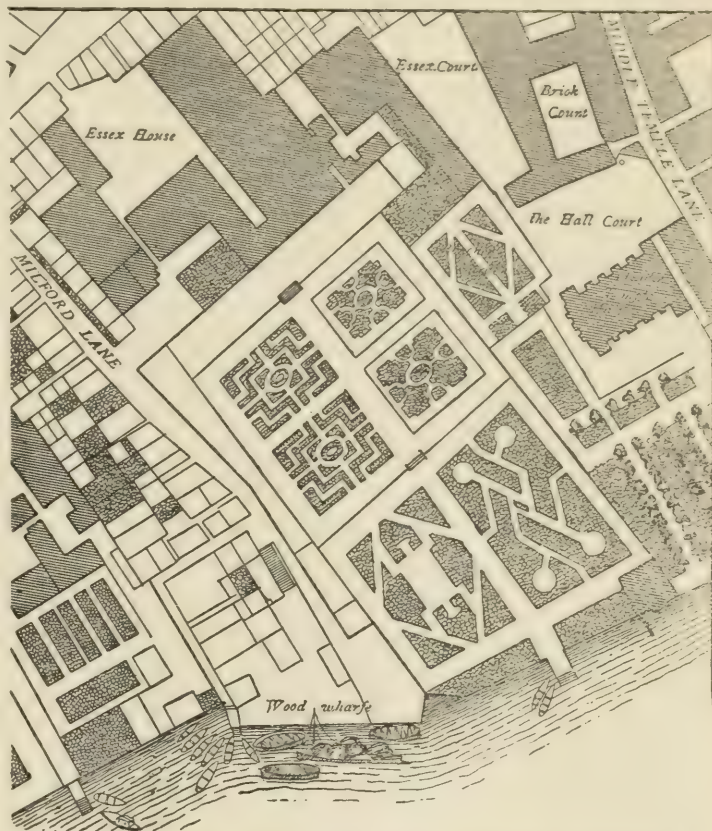 Essex Court
Brick
Court
MIDDLE TEMPLE LANE
Essex House
The Hall Court
MILFORD LANE
Wood wharfe